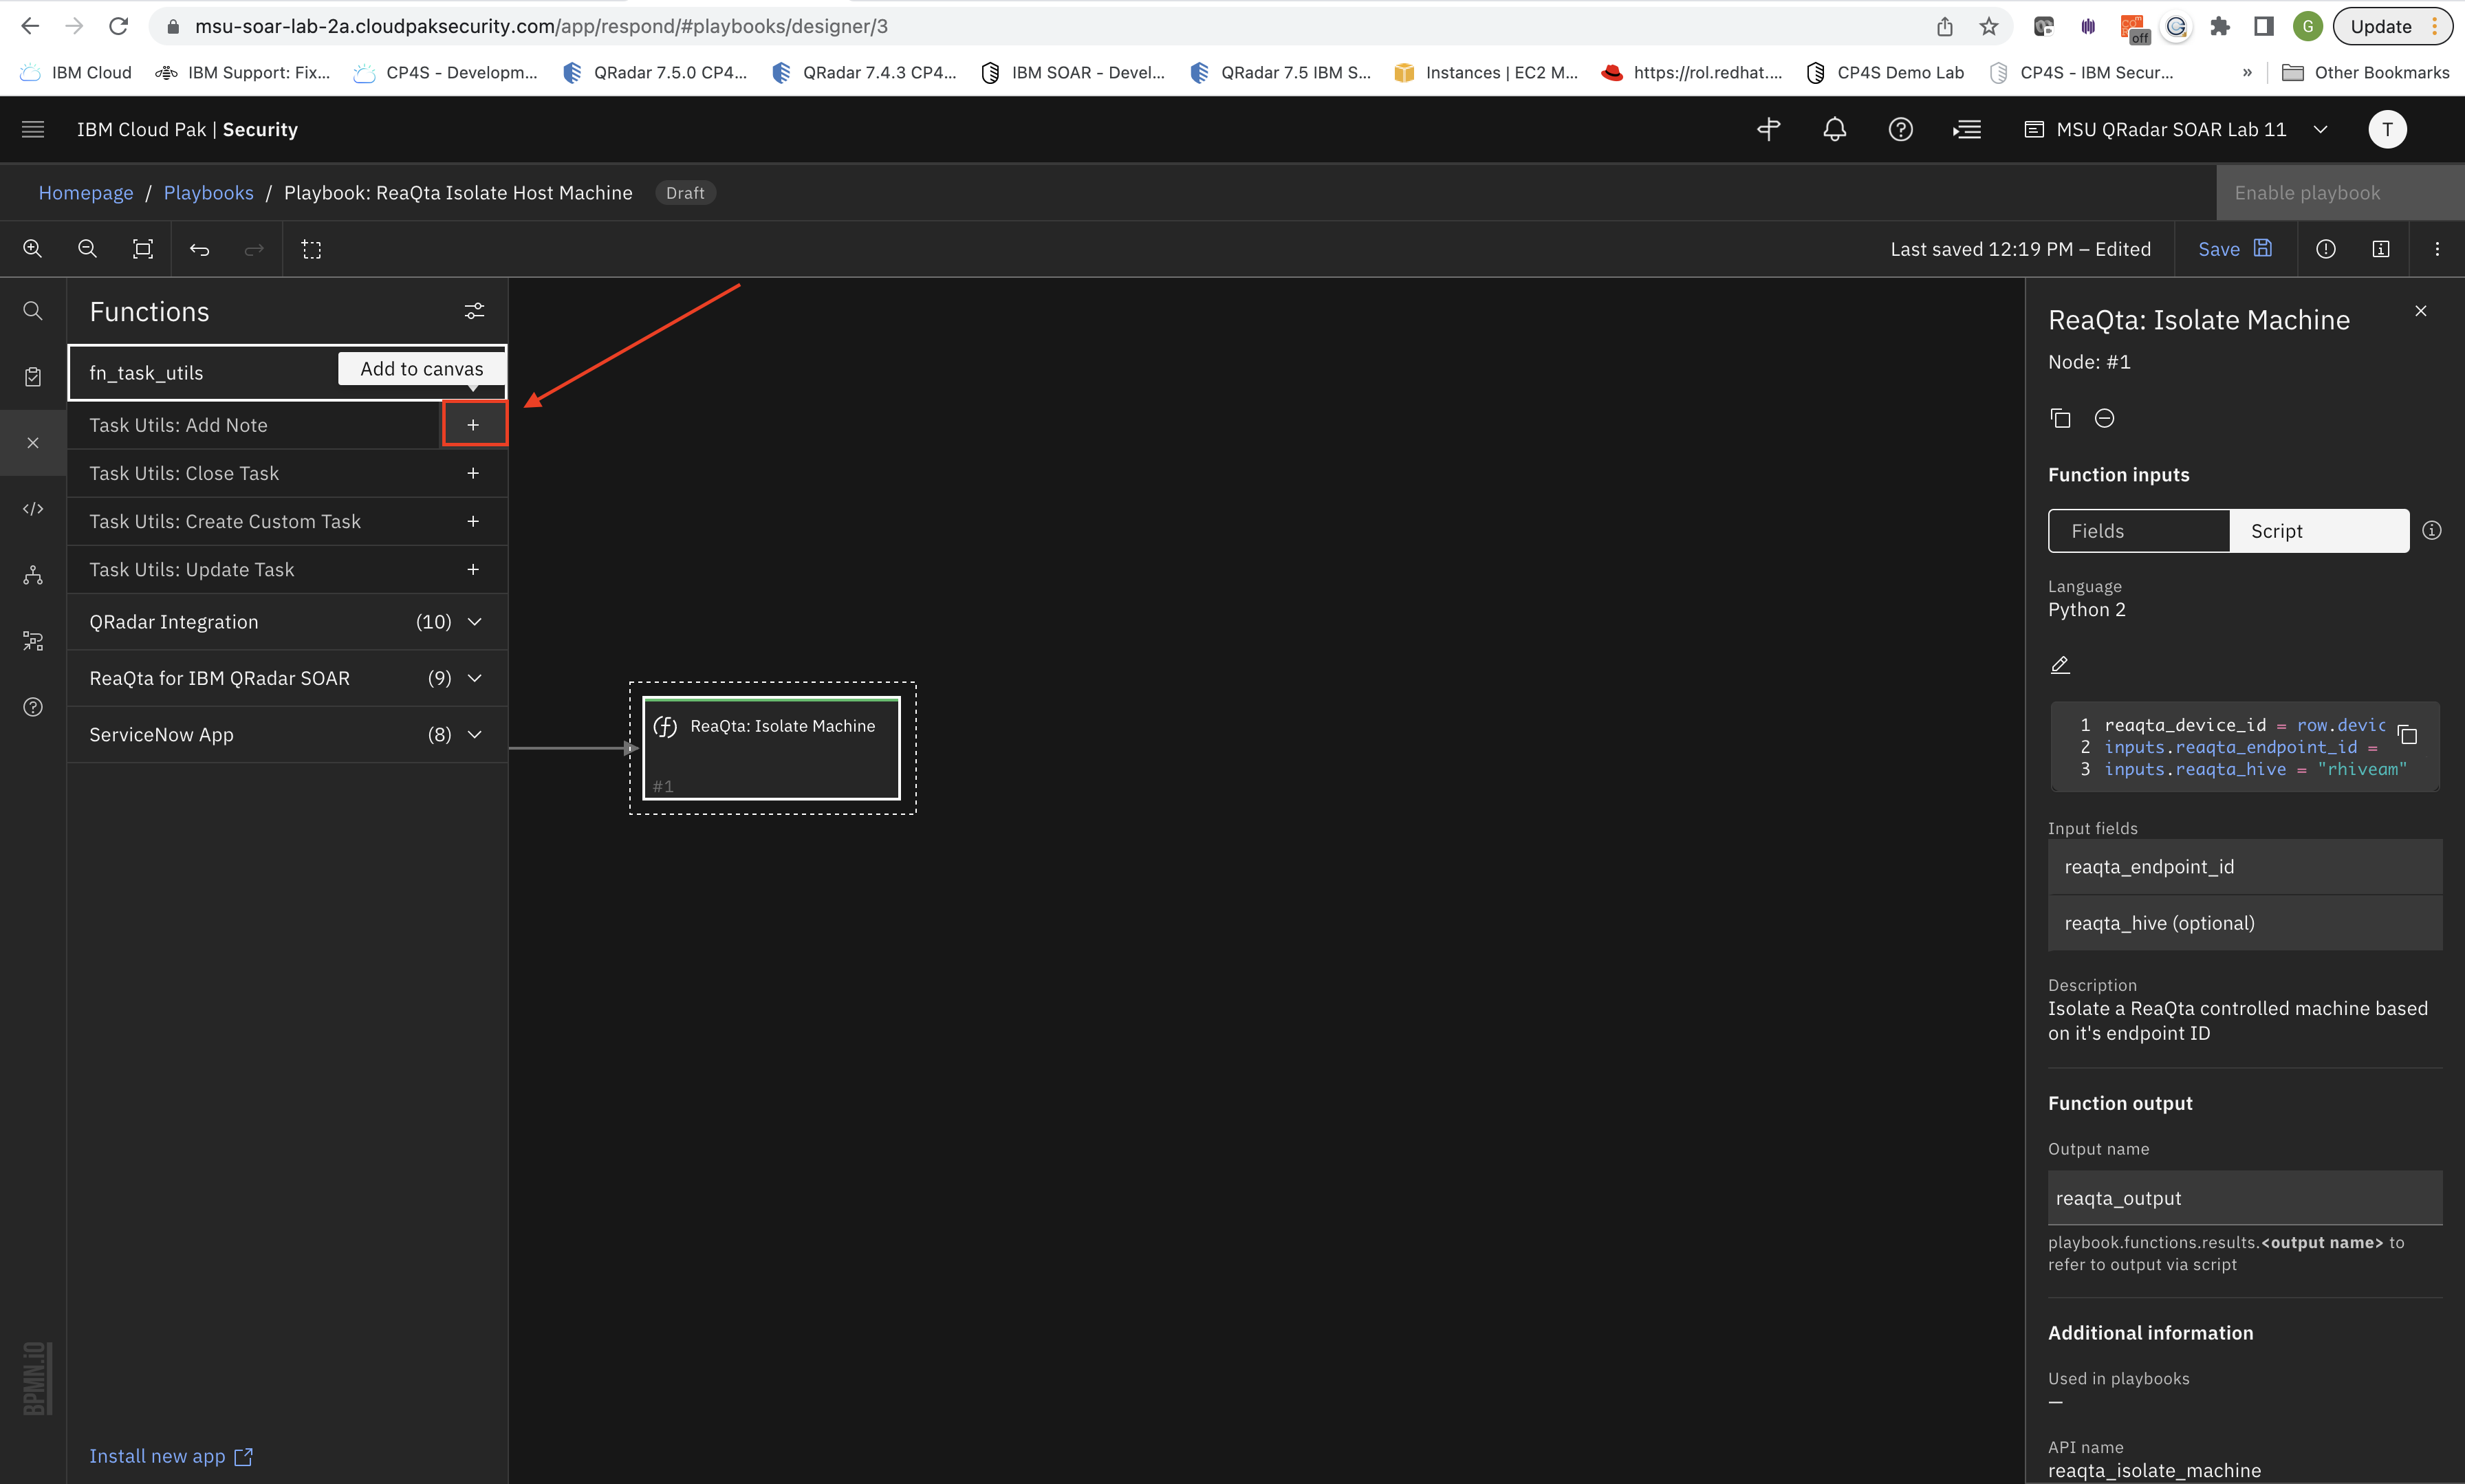 msu-soar-lab-2a.cloudpaksecurity.com/app/respond/#playbooks/designer/3
off
G
Update
IBM Cloud
IBM Support: Fix...
CP4S - Developm...
QRadar 7.5.0 CP4...
QRadar 7.4.3 CP4...
IBM SOAR - Devel...
QRadar 7.5 IBM S...
Instances | EC2 M...
https://rol.redhat....
CP4S Demo Lab
CP4S - IBM Secur...
»
Other Bookmarks
IBM Cloud Pak | Security
MSU QRadar SOAR Lab 11
T
Homepage / Playbooks / Playbook: ReaQta Isolate Host Machine
Draft
Enable playbook
Last saved 12:19 PM – Edited
Save
Functions
fn_task_utils
Add to canvas
Task Utils: Add Note
Task Utils: Close Task
Task Utils: Create Custom Task
Task Utils: Update Task
QRadar Integration (10)
ReaQta for IBM QRadar SOAR (9)
ServiceNow App (8)
Install new app
BPMN.iO
ReaQta: Isolate Machine
#1
ReaQta: Isolate Machine
Node: #1
Function inputs
Fields
Script
Language
Python 2
1 reaqta_device_id = row.devic
2 inputs.reaqta_endpoint_id =
3 inputs.reaqta_hive = "rhiveam"
Input fields
reaqta_endpoint_id
reaqta_hive (optional)
Description
Isolate a ReaQta controlled machine based
on it's endpoint ID
Function output
Output name
reaqta_output
playbook.functions.results.<output name> to
refer to output via script
Additional information
Used in playbooks
—
API name
reaqta_isolate_machine